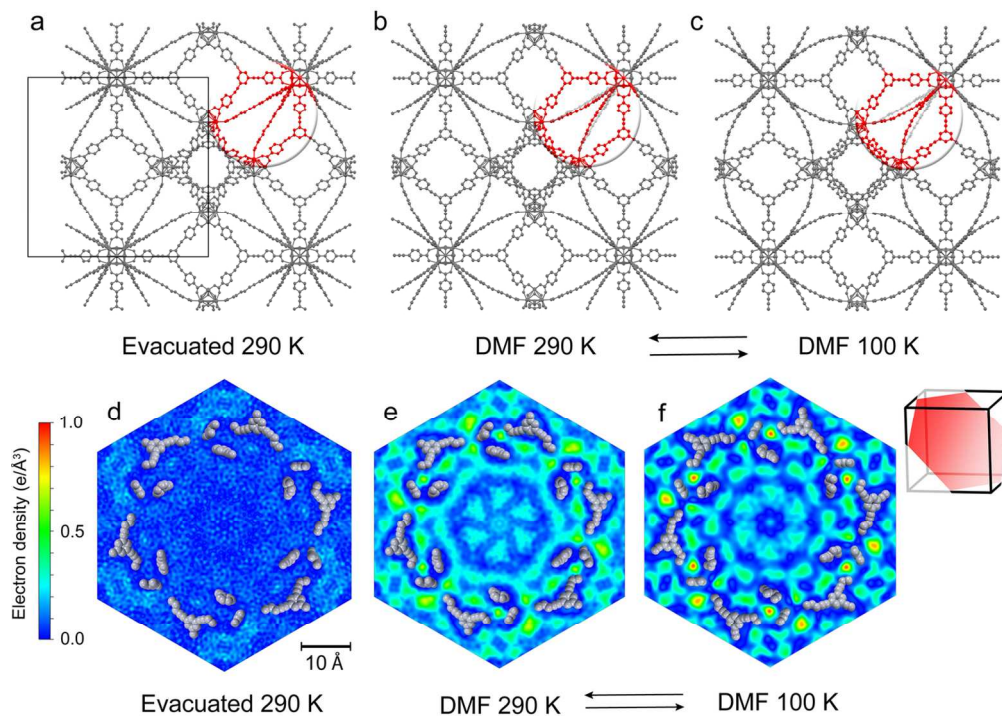 a
b
c
Evacuated 290 K
DMF 290 K
DMF 100 K
d
e
f
Electron density (e/Å³)
1.0
0.5
0.0
10 Å
Evacuated 290 K
DMF 290 K
DMF 100 K